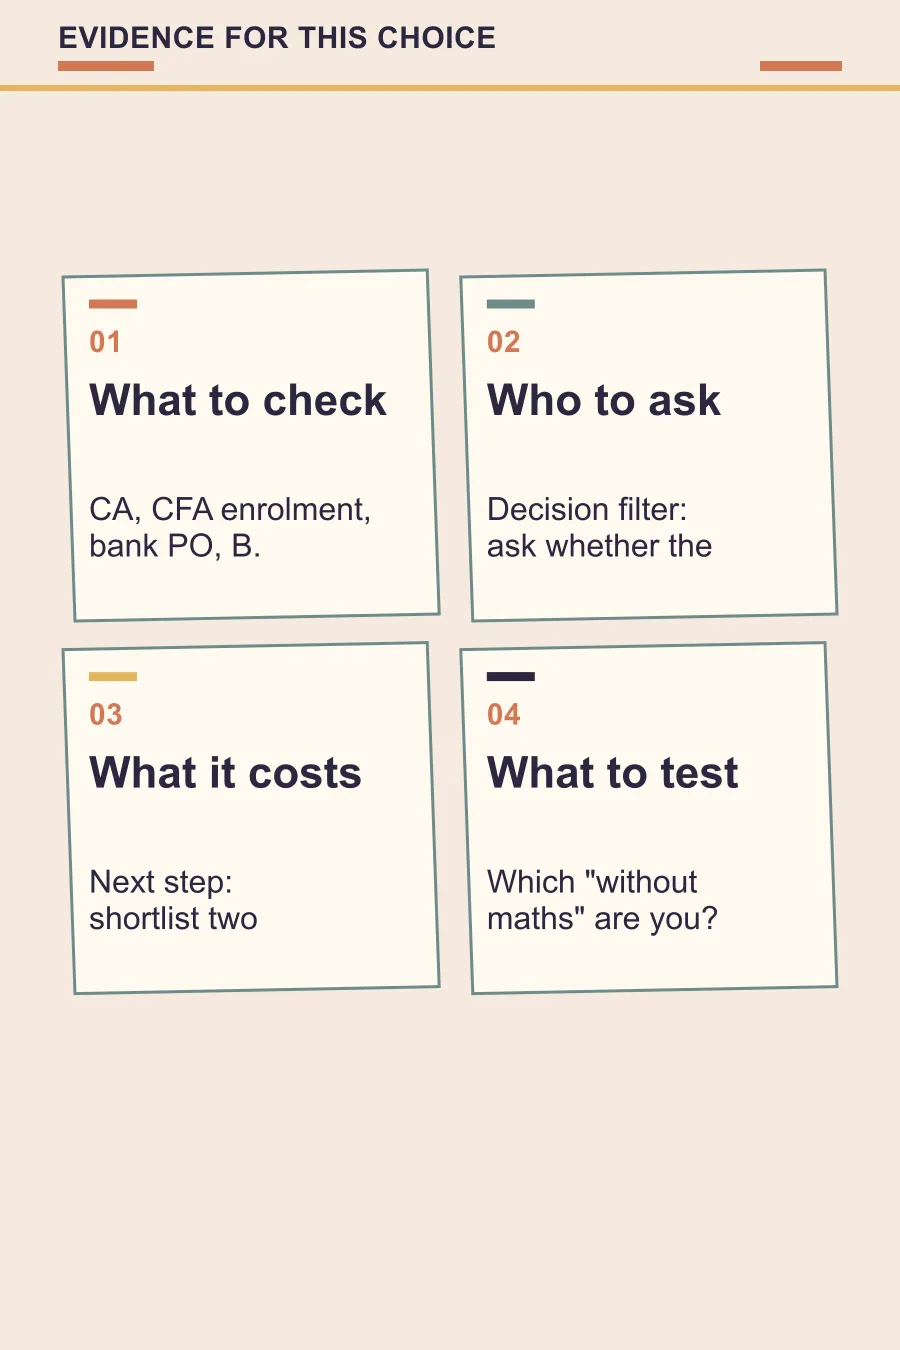 EVIDENCE FOR THIS CHOICE
01
What to check
CA, CFA enrolment,
bank PO, B.
02
Who to ask
Decision filter:
ask whether the
03
What it costs
Next step:
shortlist two
04
What to test
Which "without
maths" are you?